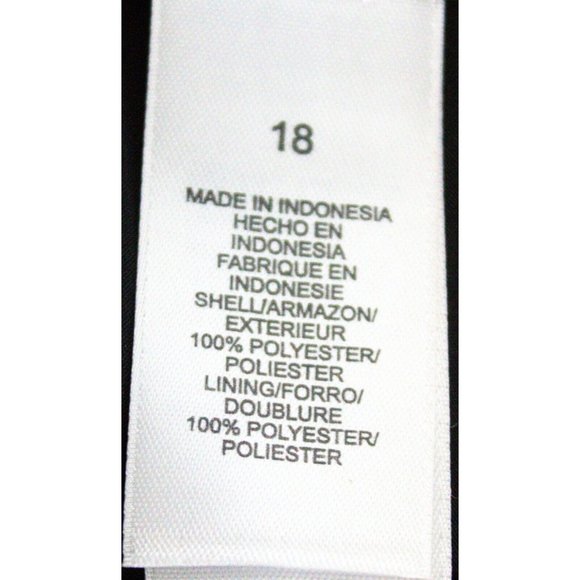 18
MADE IN INDONESIA
HECHO EN
INDONESIA
FABRIQUE EN
INDONESIE
SHELL/ARMAZON/
EXTERIEUR
100% POLYESTER/
POLIESTER
LINING/FORRO/
DOUBLURE
100% POLYESTER/
POLIESTER